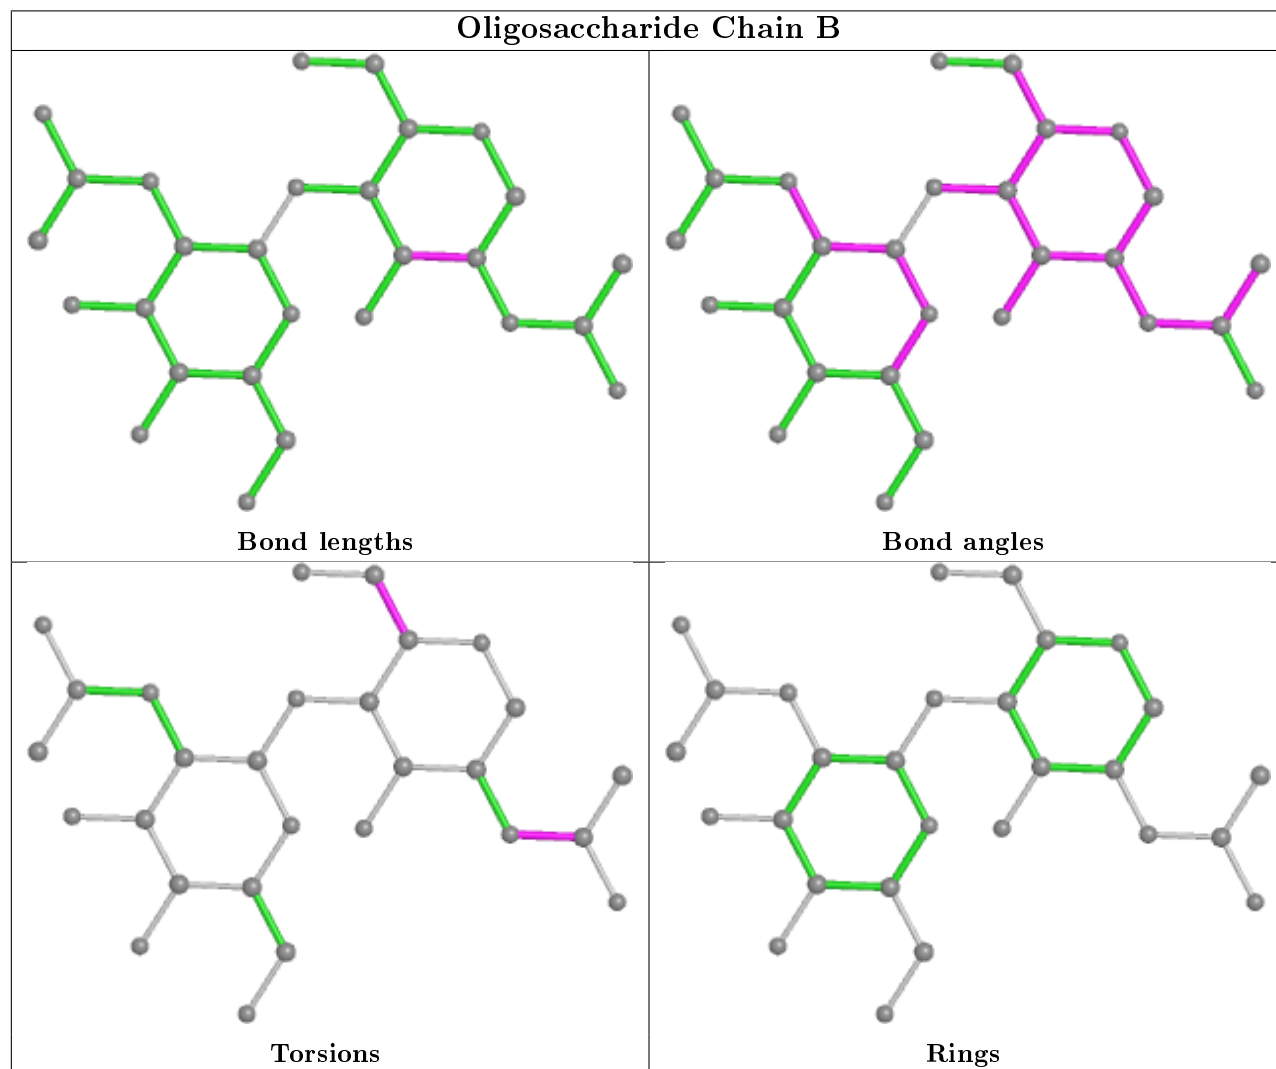 Oligosaccharide Chain B
Bond lengths
Bond angles
Torsions
Rings